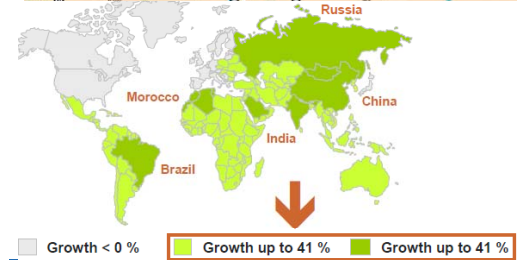 Russia
Morocco
China
India
Brazil
Growth < 0 %
Growth up to 41 %
Growth up to 41 %